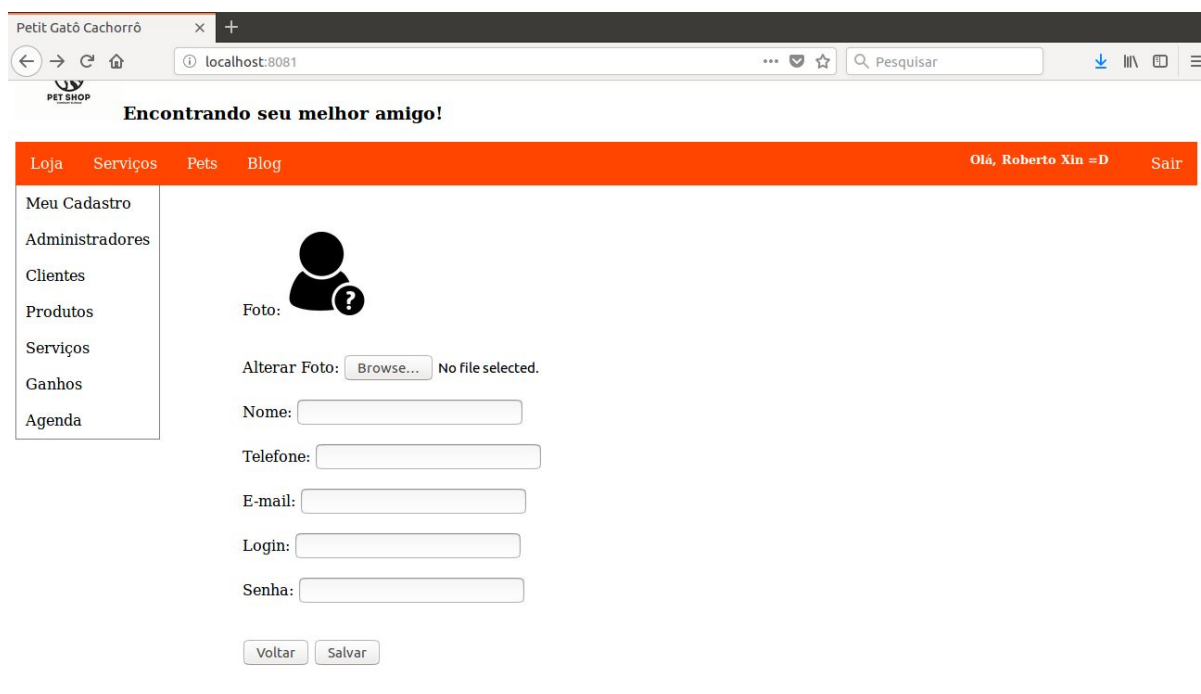 Petit Gatô Cachorrô
localhost:8081
Pesquisar
PET SHOP
Encontrando seu melhor amigo!
Loja Serviços Pets Blog Olá, Roberto Xin =D Sair
Meu Cadastro
Administradores
Clientes
Produtos
Serviços
Ganhos
Agenda
Foto: ?
Alterar Foto: Browse... No file selected.
Nome:
Telefone:
E-mail:
Login:
Senha:
Voltar Salvar